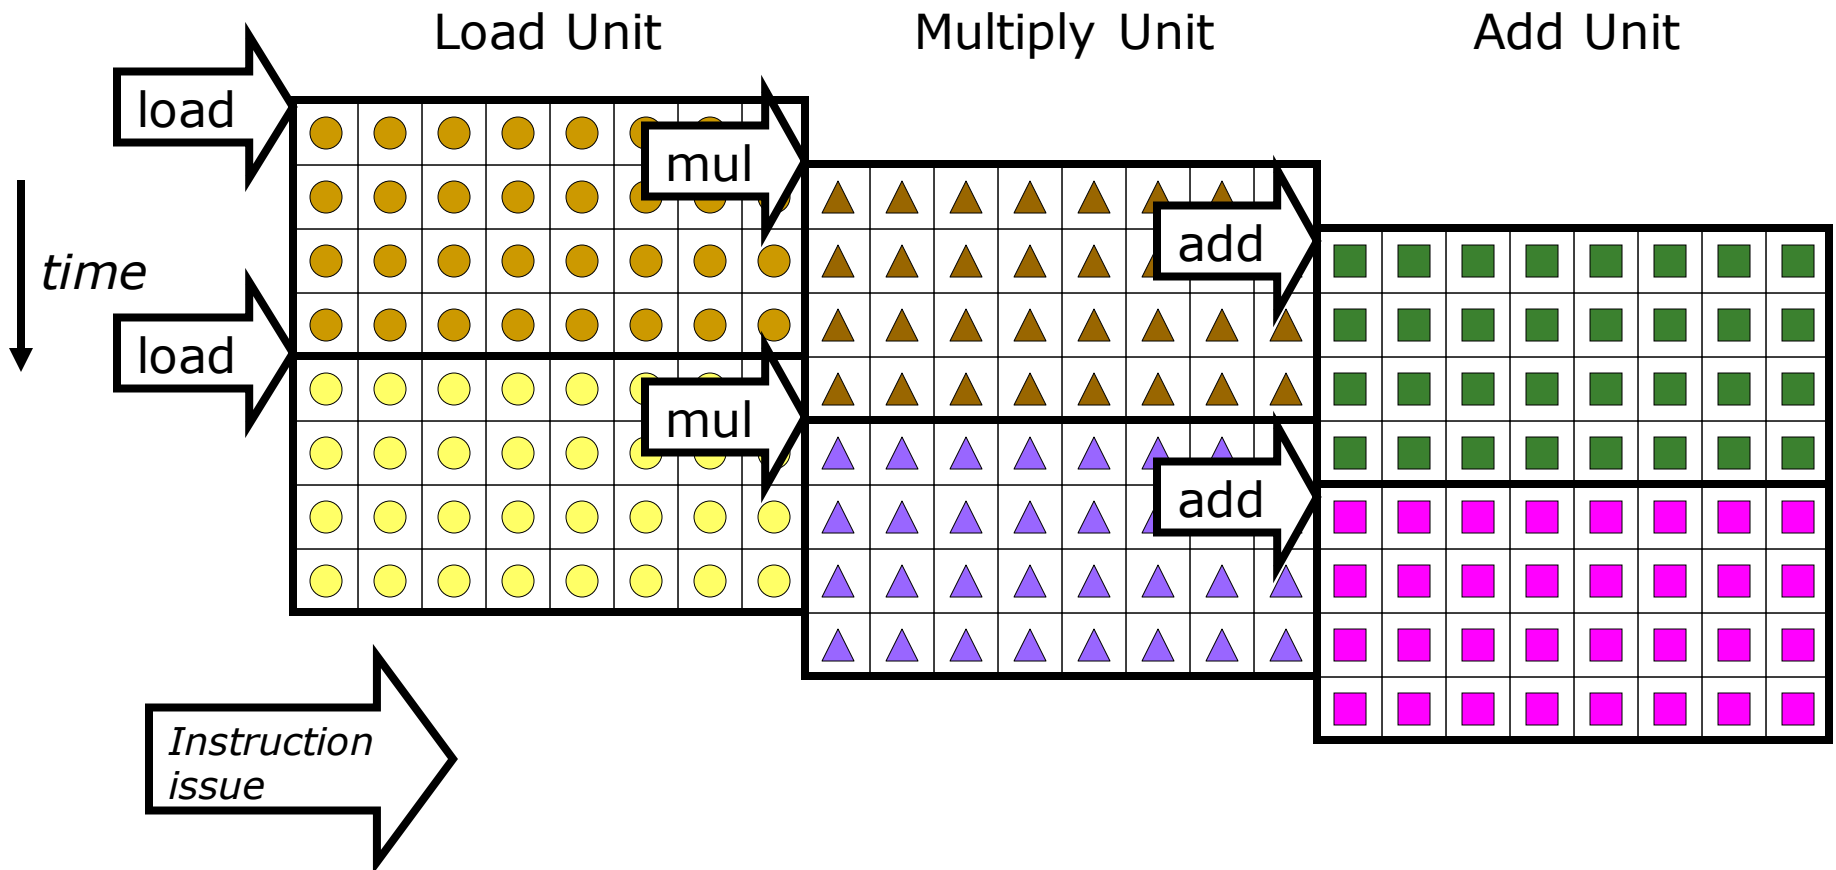 Load Unit
Multiply Unit
Add Unit
load
mul
add
time
load
mul
add
Instruction
issue